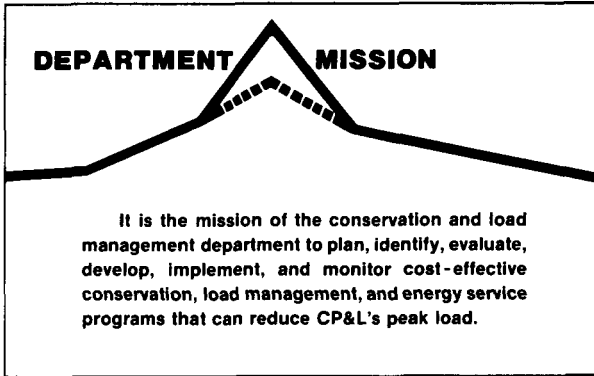 DEPARTMENT MISSION
It is the mission of the conservation and load
management department to plan, identify, evaluate,
develop, implement, and monitor cost-effective
conservation, load management, and energy service
programs that can reduce CP&L's peak load.